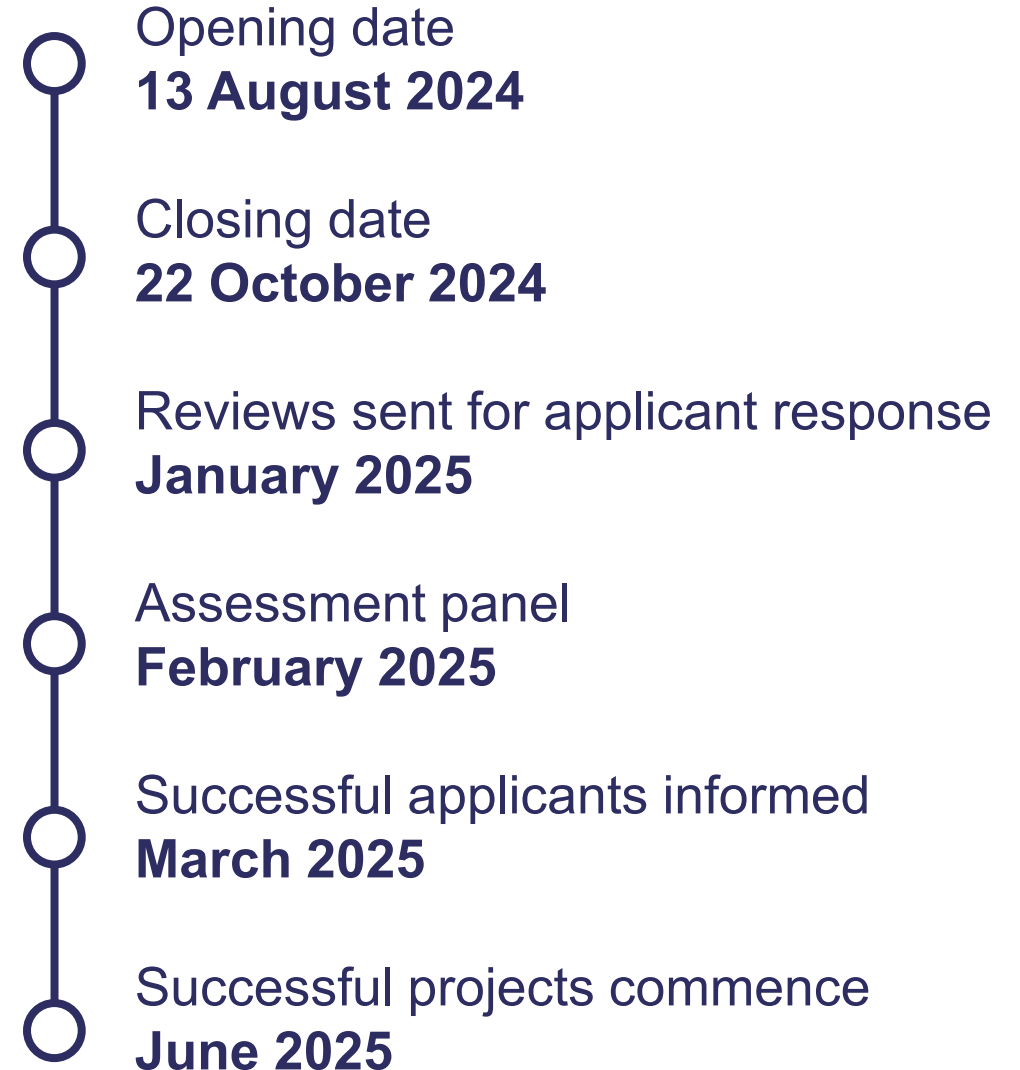 Opening date
13 August 2024
Closing date
22 October 2024
Reviews sent for applicant response
January 2025
Assessment panel
February 2025
Successful applicants informed
March 2025
Successful projects commence
June 2025